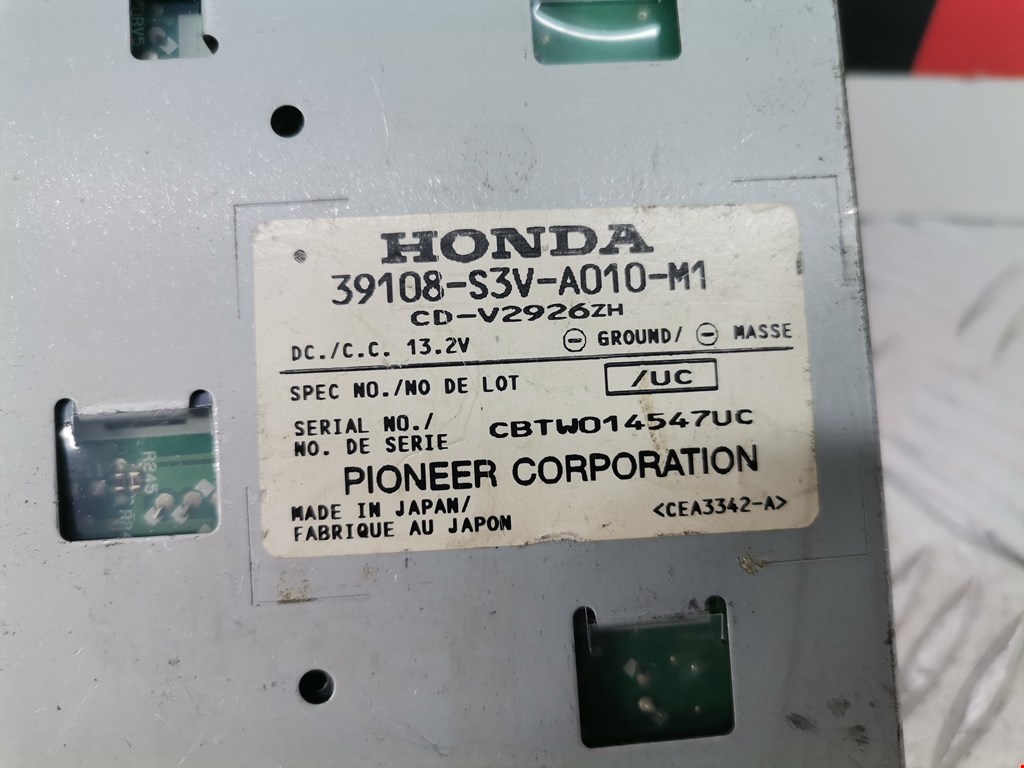 HONDA
39108-S3V-A010-M1
CD-V2926ZH
DC./C.C. 13.2V ⊖ GROUND/ ⊖ MASSE
SPEC NO./NO DE LOT /UC
SERIAL NO./
NO. DE SERIE CBTW014547UC
PIONEER CORPORATION
MADE IN JAPAN/
FABRIQUE AU JAPON <CEA3342-A>
R245